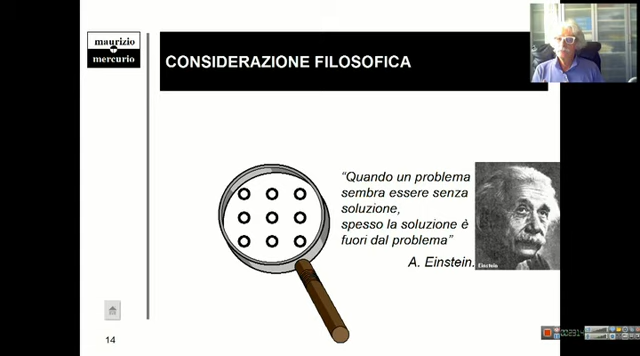 maurizio
mercurio
CONSIDERAZIONE FILOSOFICA
“Quando un problema
sembra essere senza
soluzione,
spesso la soluzione è
fuori dal problema”
A. Einstein.
Einstein
14